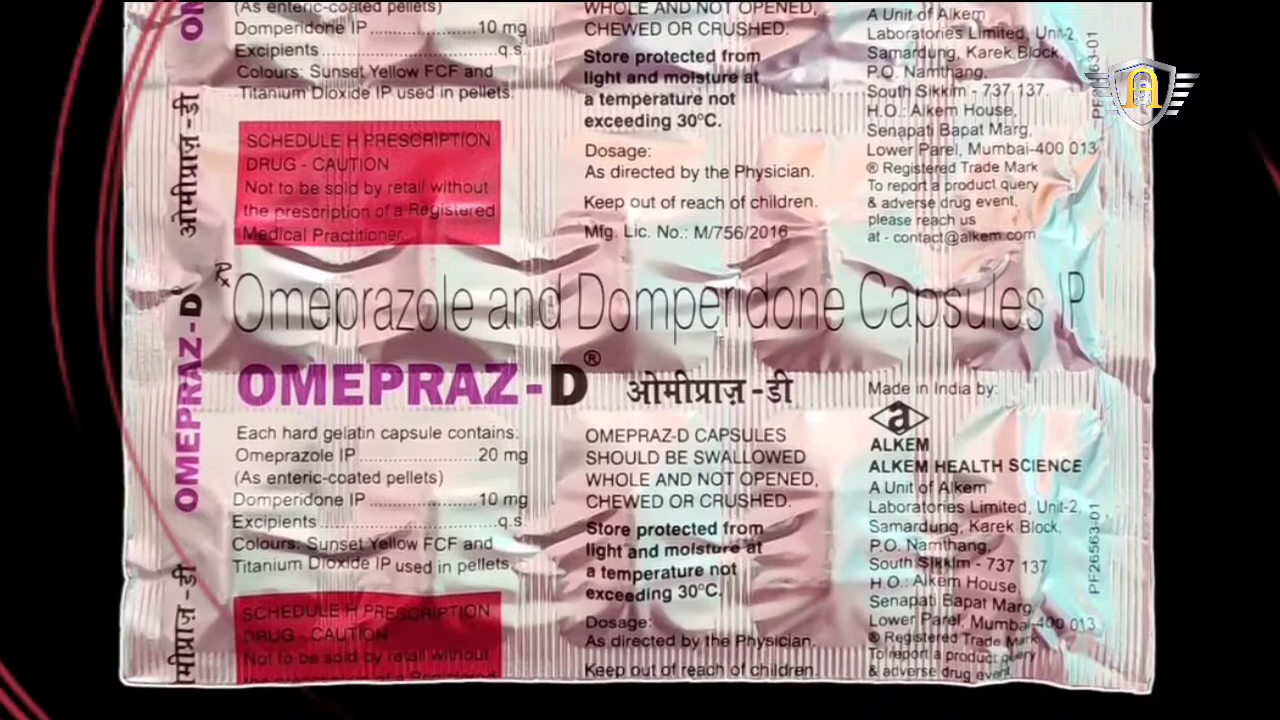 (As enteric-coated pellets)
Domperidone IP ........................10 mg
Excipients ........................................q.s.
Colours: Sunset Yellow FCF and
Titanium Dioxide IP used in pellets.
WHOLE AND NOT OPENED,
CHEWED OR CRUSHED.
Store protected from
light and moisture at
a temperature not
exceeding 30°C.
A Unit of Alkem
Laboratories Limited, Unit-2,
Samardung, Karek Block,
P.O. Namthang,
South Sikkim - 737 137.
H.O.: Alkem House,
Senapati Bapat Marg,
Lower Parel, Mumbai-400 013
® Registered Trade Mark
To report a product query
& adverse drug event,
please reach us
at - contact@alkem.com
SCHEDULE H PRESCRIPTION
DRUG - CAUTION
Not to be sold by retail without
the prescription of a Registered
Medical Practitioner.
Dosage:
As directed by the Physician.
Keep out of reach of children.
Mfg. Lic. No.: M/756/2016
ओमीप्राज़ -डी
Rx Omeprazole and Domperidone Capsules IP
OMEPRAZ-D® ओमीप्राज़ -डी
OMEPRAZ-D®
Each hard gelatin capsule contains:
Omeprazole IP ..........................20 mg
(As enteric-coated pellets)
Domperidone IP ........................10 mg
Excipients ........................................q.s.
Colours: Sunset Yellow FCF and
Titanium Dioxide IP used in pellets.
OMEPRAZ-D CAPSULES
SHOULD BE SWALLOWED
WHOLE AND NOT OPENED,
CHEWED OR CRUSHED.
Store protected from
light and moisture at
a temperature not
exceeding 30°C.
Dosage:
As directed by the Physician.
Keep out of reach of children.
Made in India by:
a
ALKEM
ALKEM HEALTH SCIENCE
A Unit of Alkem
Laboratories Limited, Unit-2,
Samardung, Karek Block,
P.O. Namthang,
South Sikkim - 737 137
H.O.: Alkem House,
Senapati Bapat Marg,
Lower Parel, Mumbai-400 013
® Registered Trade Mark
To report a product query
& adverse drug event,
PF26563-01
SCHEDULE H PRESCRIPTION
DRUG - CAUTION
Not to be sold by retail without